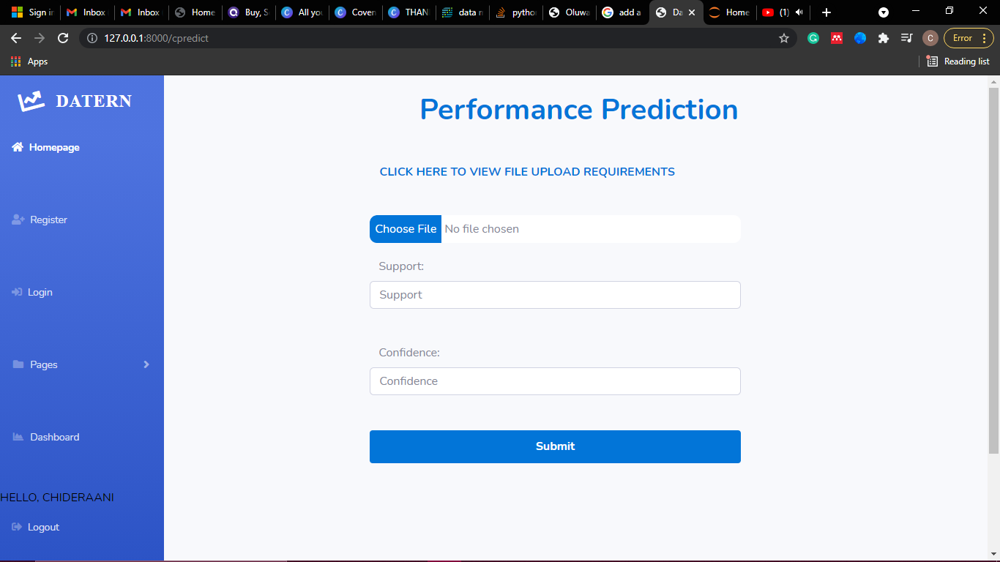 Sign in
Inbox
Inbox
Home
Buy, S
All you
Coven
THAN
data n
pytho
Oluwa
add a
Da
Home
(1)
127.0.0.1:8000/cpredict
C
Error
Apps
Reading list
DATERN
Homepage
Register
Login
Pages
Dashboard
HELLO, CHIDERAANI
Logout
Performance Prediction
CLICK HERE TO VIEW FILE UPLOAD REQUIREMENTS
Choose File No file chosen
Support:
Support
Confidence:
Confidence
Submit